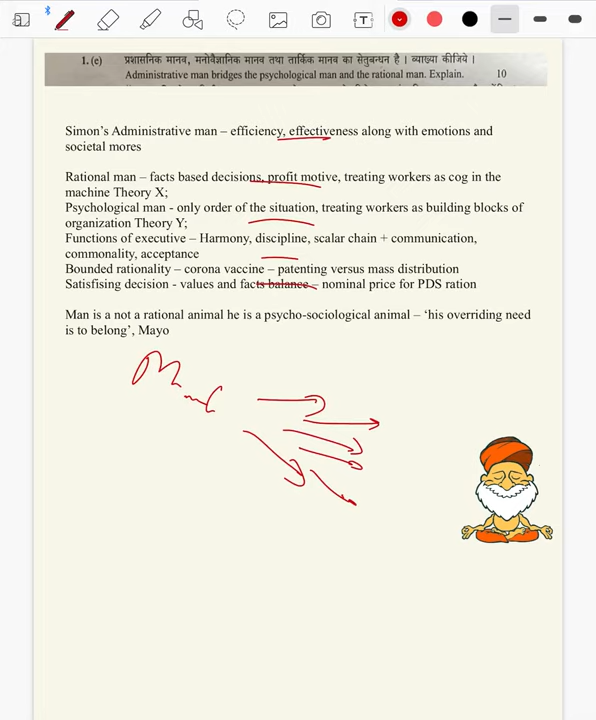 1. (c) प्रशासनिक मानव, मनोवैज्ञानिक मानव तथा तार्किक मानव का सेतुबन्धन है । व्याख्या कीजिये ।
Administrative man bridges the psychological man and the rational man. Explain. 10
Simon's Administrative man – efficiency, effectiveness along with emotions and
societal mores
Rational man – facts based decisions, profit motive, treating workers as cog in the
machine Theory X;
Psychological man - only order of the situation, treating workers as building blocks of
organization Theory Y;
Functions of executive – Harmony, discipline, scalar chain + communication,
commonality, acceptance
Bounded rationality – corona vaccine – patenting versus mass distribution
Satisfising decision - values and facts balance – nominal price for PDS ration
Man is a not a rational animal he is a psycho-sociological animal – 'his overriding need
is to belong', Mayo